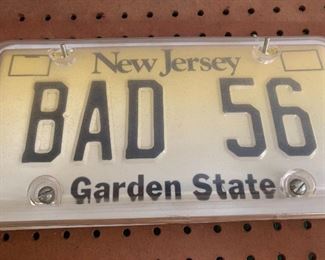 New Jersey
BAD 56
Garden State